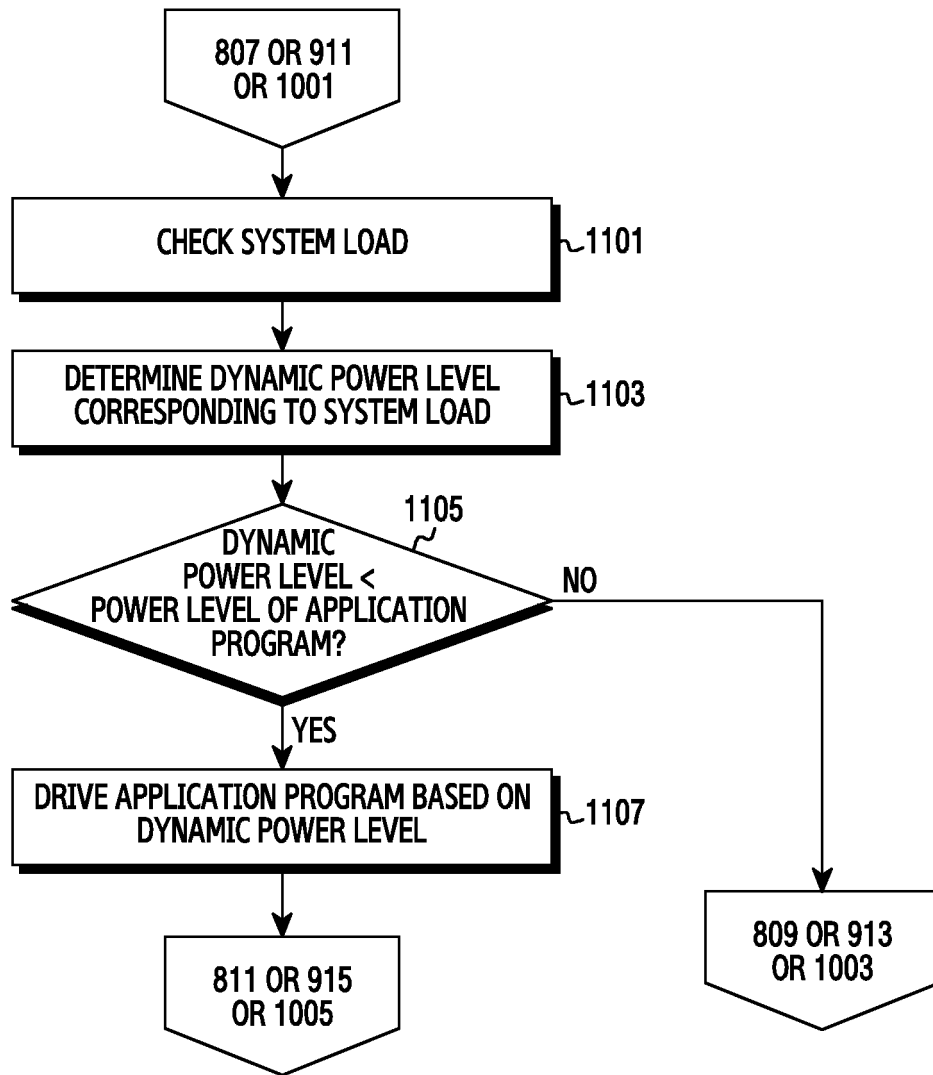 807 OR 911
OR 1001
CHECK SYSTEM LOAD
1101
DETERMINE DYNAMIC POWER LEVEL
CORRESPONDING TO SYSTEM LOAD
1103
1105
DYNAMIC
POWER LEVEL <
POWER LEVEL OF APPLICATION
PROGRAM?
NO
YES
DRIVE APPLICATION PROGRAM BASED ON
DYNAMIC POWER LEVEL
1107
811 OR 915
OR 1005
809 OR 913
OR 1003